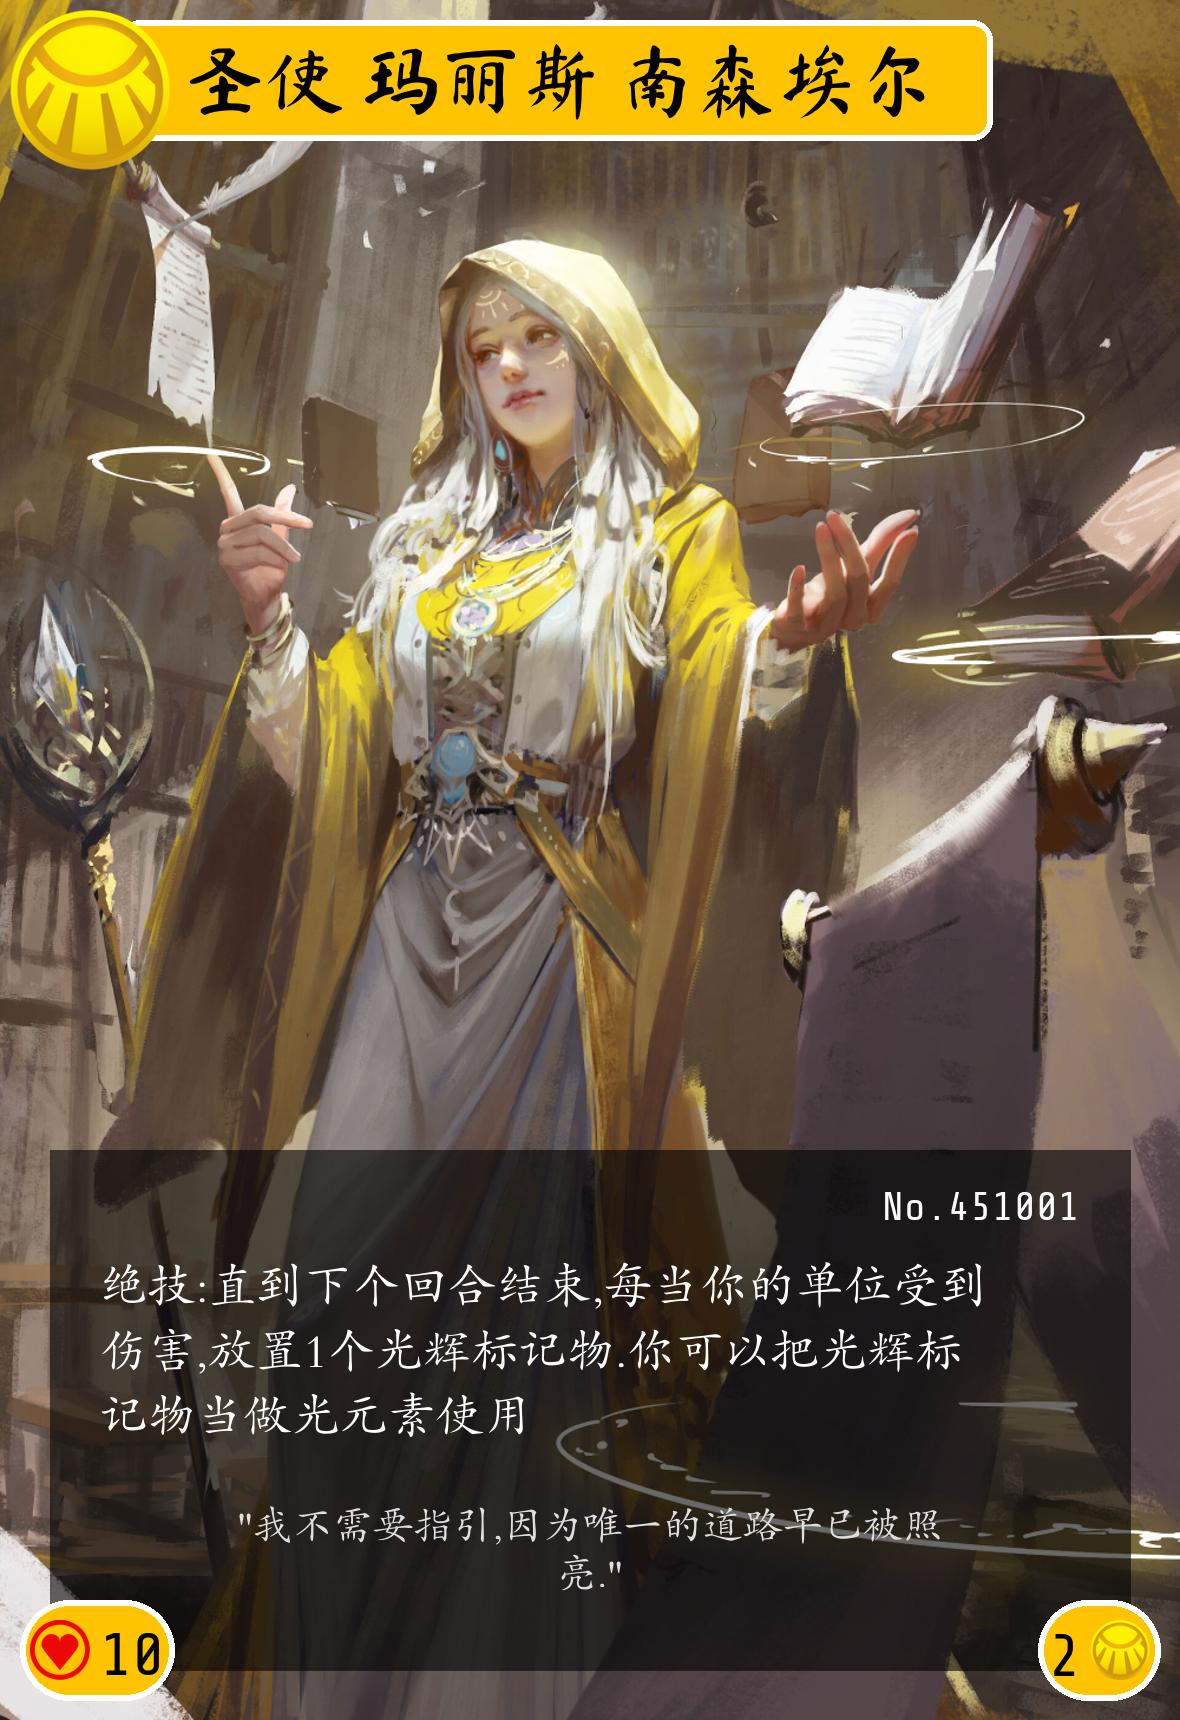 圣使 玛丽斯 南森埃尔
No.451001
绝技:直到下个回合结束,每当你的单位受到
伤害,放置1个光辉标记物.你可以把光辉标
记物当做光元素使用
"我不需要指引,因为唯一的道路早已被照
亮."
10
2